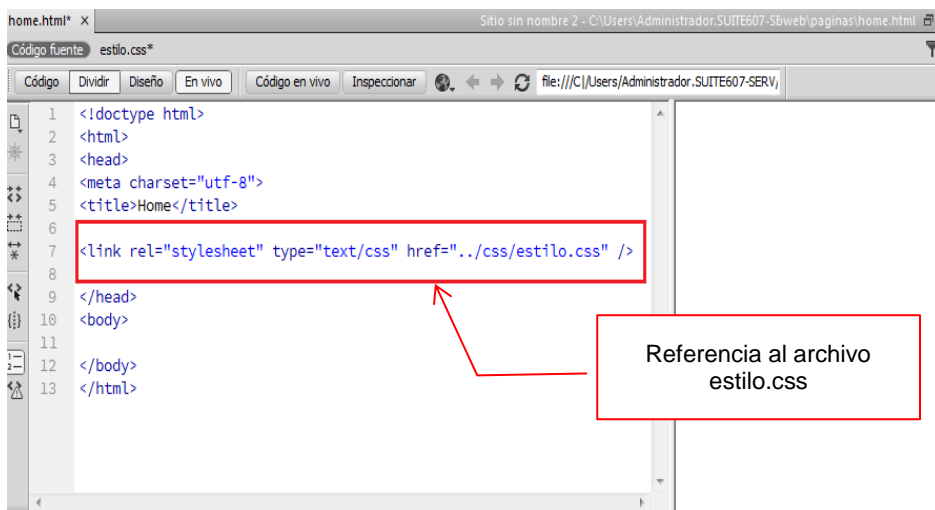 home.html* × Sitio sin nombre 2 - C:\Users\Administrador.SUITE607-Sbweb\paginas\home.html
Código fuente estilo.css*
Código Dividir Diseño En vivo Código en vivo Inspeccionar file:///C|/Users/Administrador.SUITE607-SERV/
1 <!doctype html>
2 <html>
3 <head>
4 <meta charset="utf-8">
5 <title>Home</title>
6
7 <link rel="stylesheet" type="text/css" href="../css/estilo.css" />
8
9 </head>
10 <body>
11
12 </body>
13 </html>
Referencia al archivo
estilo.css